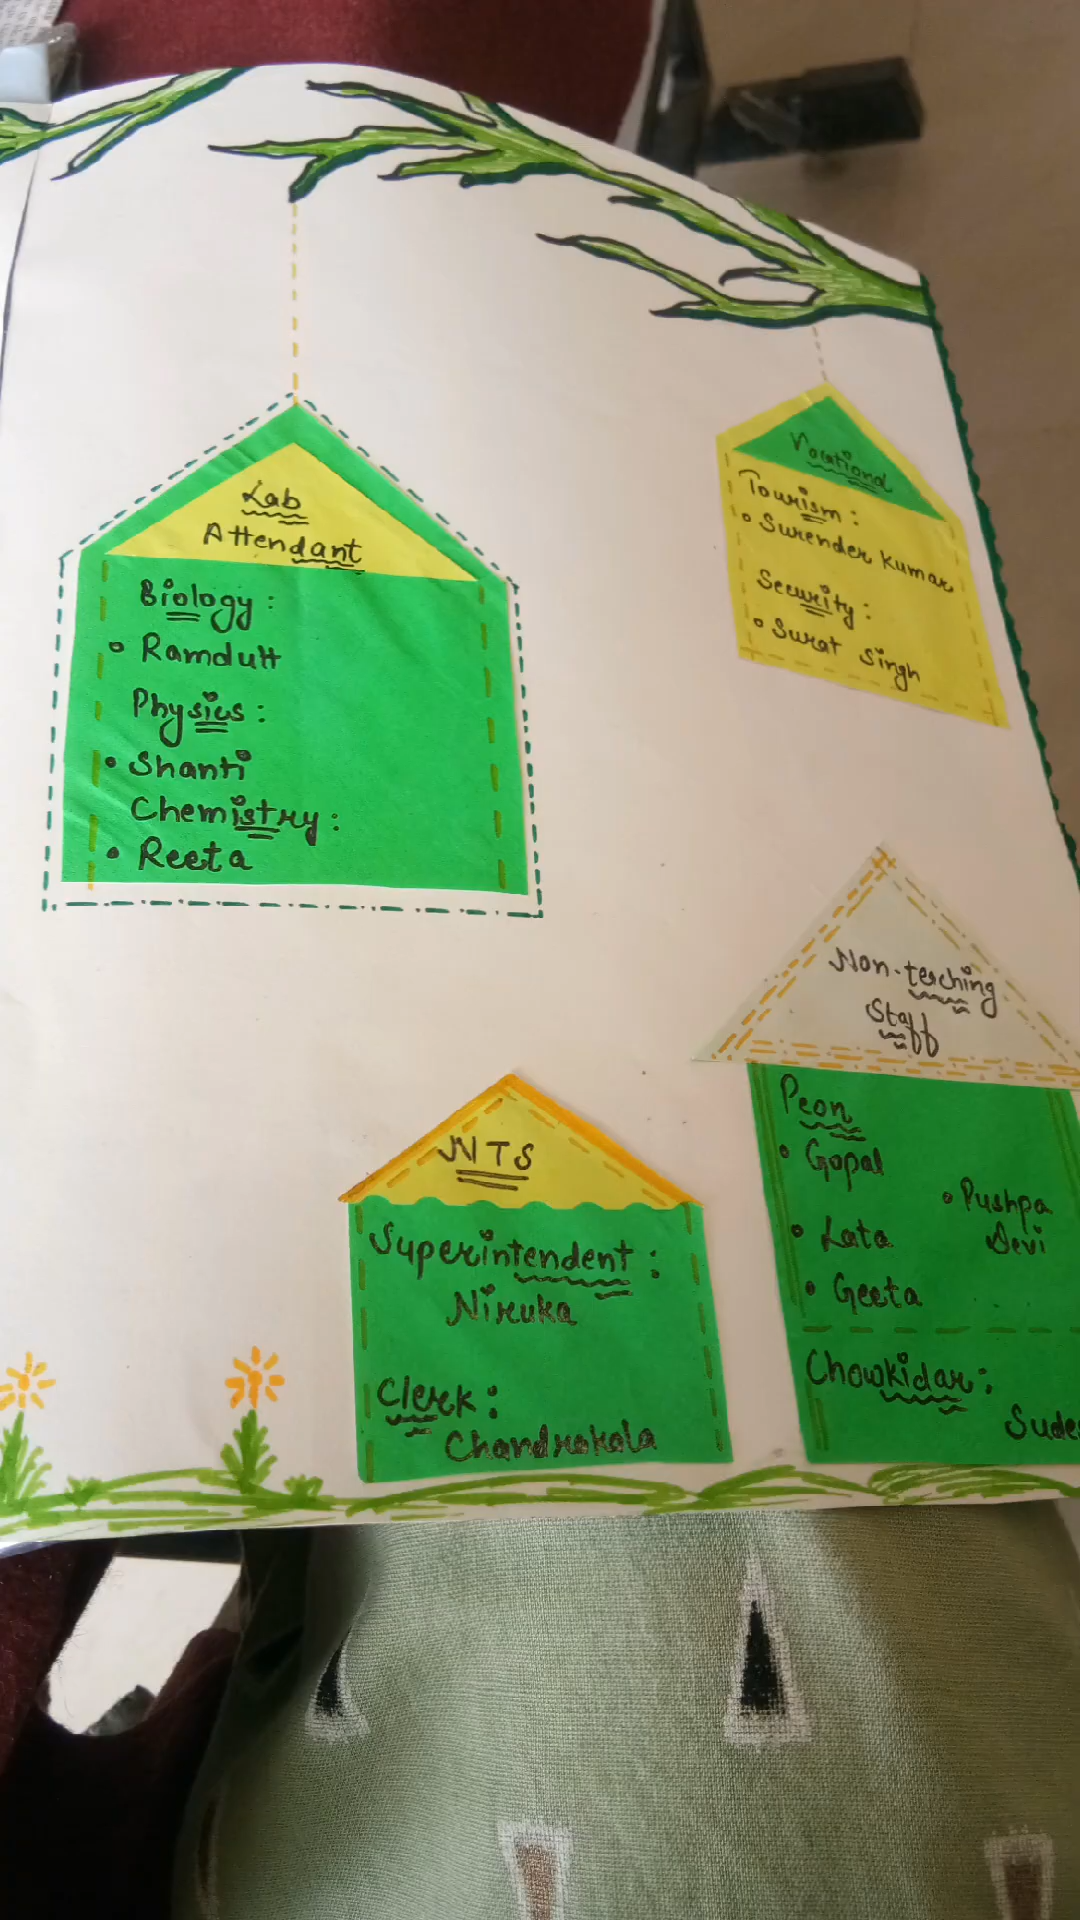 Lab
Attendant
Biology:
• Ramdutt
Physics:
• Shanti
Chemistry:
• Reeta
Vocational
Tourism:
• Surender Kumar
Security:
• Surat Singh
NTS
Superintendent:
Niruka
Clerk:
Chandrakala
Non-teaching
Staff
Peon
• Gopal
• Pushpa
Devi
• Lata
• Geeta
Chowkidar: